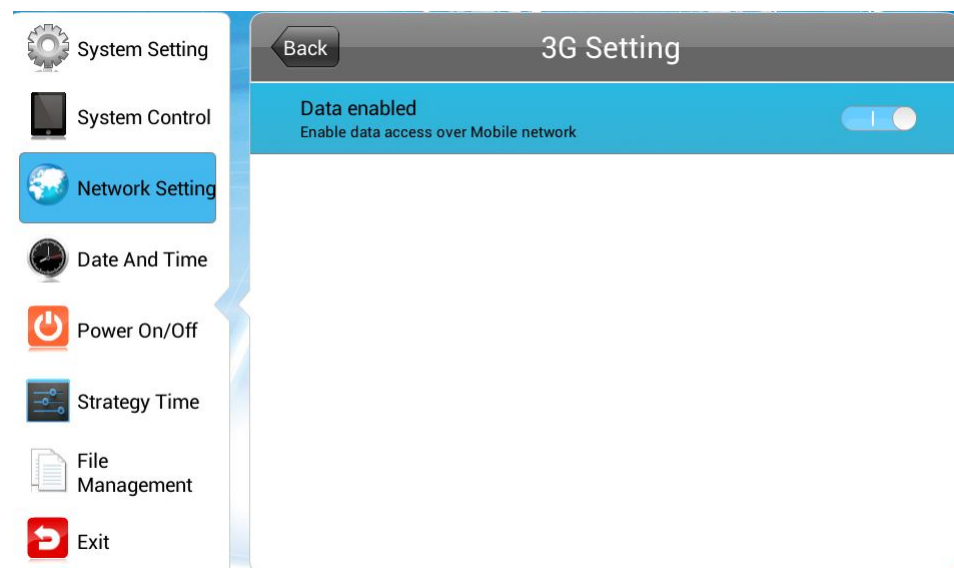 System Setting
System Control
Network Setting
Date And Time
Power On/Off
Strategy Time
File
Management
Exit
Back
3G Setting
Data enabled
Enable data access over Mobile network